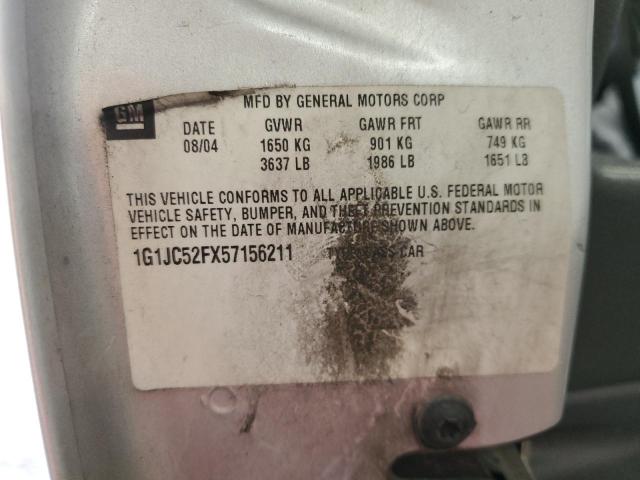 GM
MFD BY GENERAL MOTORS CORP
DATE GVWR GAWR FRT GAWR RR
08/04 1650 KG 901 KG 749 KG
3637 LB 1986 LB 1651 LB
THIS VEHICLE CONFORMS TO ALL APPLICABLE U.S. FEDERAL MOTOR
VEHICLE SAFETY, BUMPER, AND THEFT PREVENTION STANDARDS IN
EFFECT ON THE DATE OF MANUFACTURE SHOWN ABOVE.
1G1JC52FX57156211 TYPE: PASS CAR